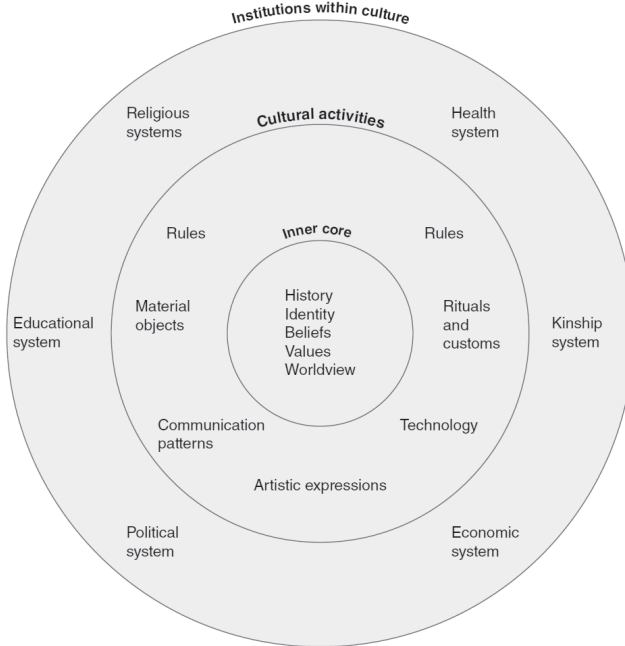 Institutions within culture
Religious
systems
Health
system
Cultural activities
Rules
Inner core
Rules
History
Identity
Beliefs
Values
Worldview
Material
objects
Rituals
and
customs
Educational
system
Kinship
system
Communication
patterns
Technology
Artistic expressions
Political
system
Economic
system